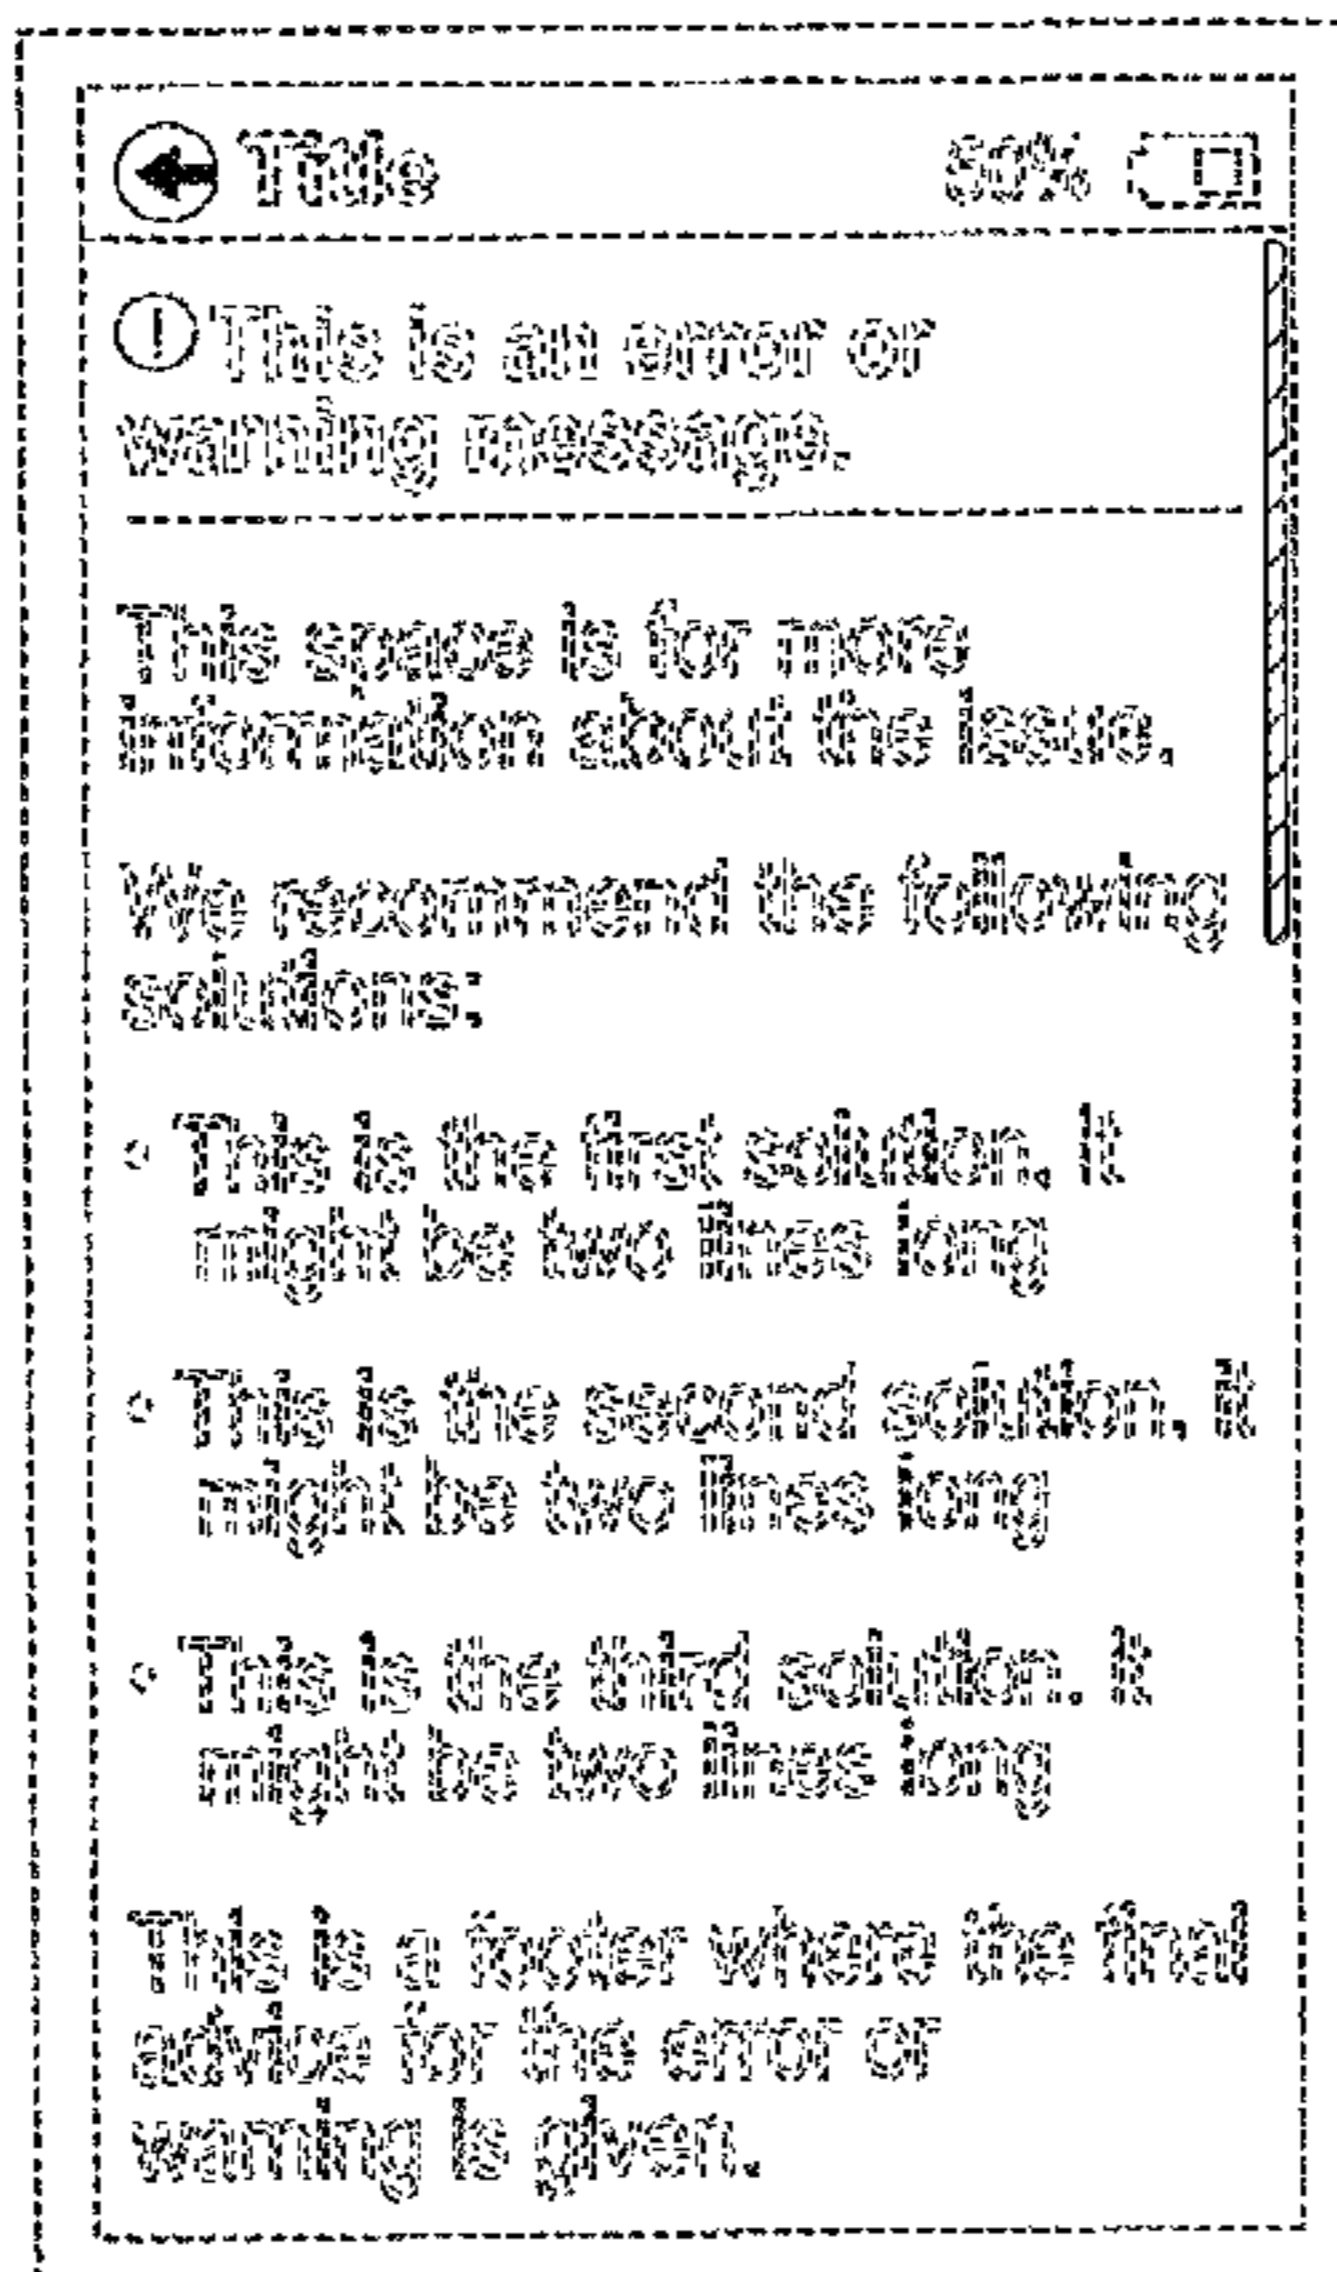 Title 50%
This is an error or
warning message.
This space is for more
information about the issue.
We recommend the following
solutions:
This is the first solution. It
might be two lines long
This is the second solution. It
might be two lines long
This is the third solution. It
might be two lines long
This is a footer where the final
advice for the error or
warning is given.